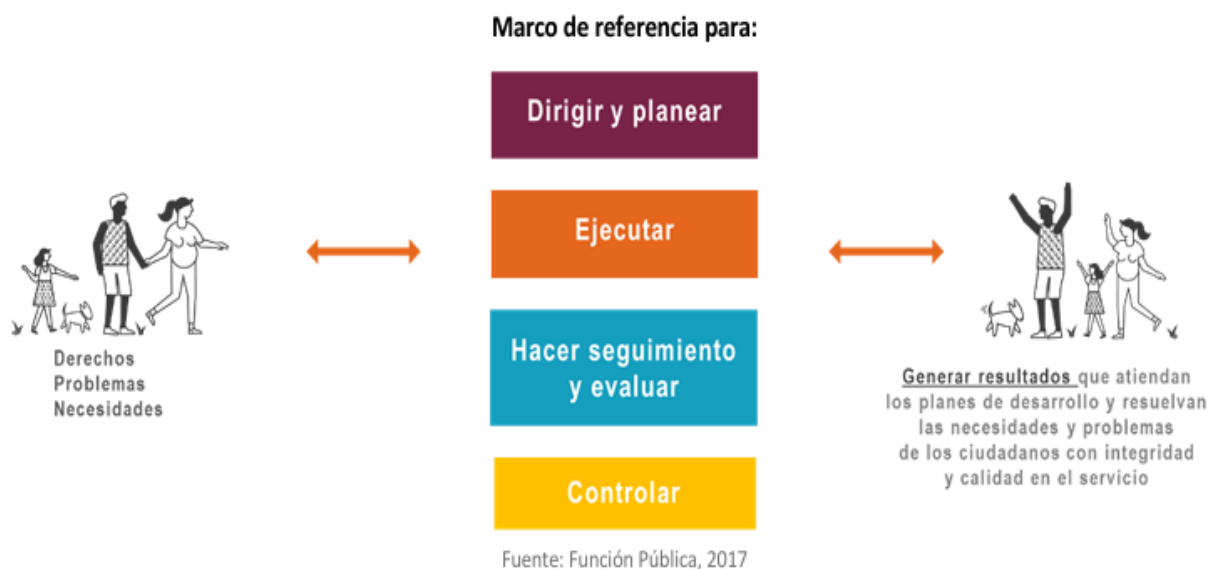 Marco de referencia para:
Dirigir y planear
Ejecutar
Hacer seguimiento
y evaluar
Controlar
Derechos
Problemas
Necesidades
Generar resultados que atiendan
los planes de desarrollo y resuelvan
las necesidades y problemas
de los ciudadanos con integridad
y calidad en el servicio
Fuente: Función Pública, 2017